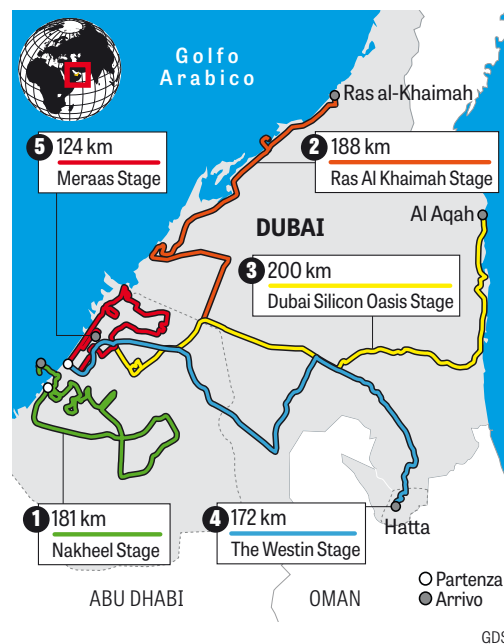 Golfo
Arabico
Ras al-Khaimah
5 124 km
Meraas Stage
2 188 km
Ras Al Khaimah Stage
Al Aqah
DUBAI
3 200 km
Dubai Silicon Oasis Stage
1 181 km
Nakheel Stage
4 172 km
The Westin Stage
Hatta
Partenza
Arrivo
ABU DHABI
OMAN
GDS